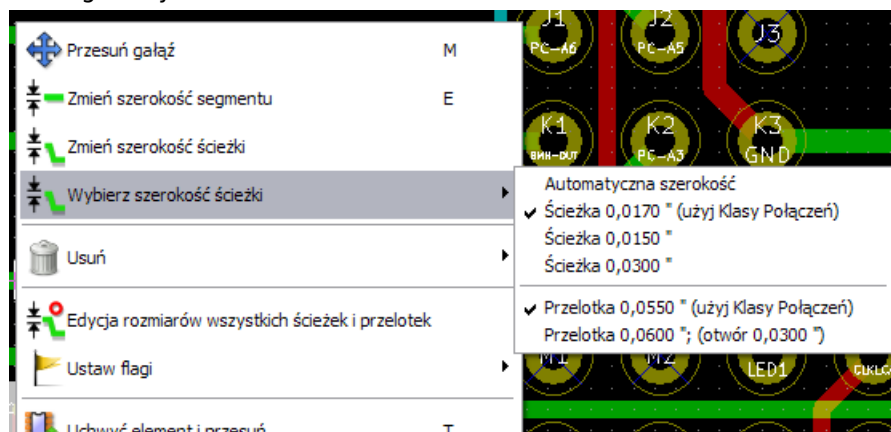 Przesuń gałąź M
Zmień szerokość segmentu E
Zmień szerokość ścieżki
Wybierz szerokość ścieżki
Usuń
Edycja rozmiarów wszystkich ścieżek i przelotek
Ustaw flagi
Uchwyć element i przesuń T
Automatyczna szerokość
Ścieżka 0,0170 " (użyj Klasy Połączeń)
Ścieżka 0,0150 "
Ścieżka 0,0300 "
Przelotka 0,0550 " (użyj Klasy Połączeń)
Przelotka 0,0600 "; (otwór 0,0300 ")
J1 J2 J3
PC-A6 PC-A5
K1 K2 K3
PC-A3 GND
M1 M2 LED1